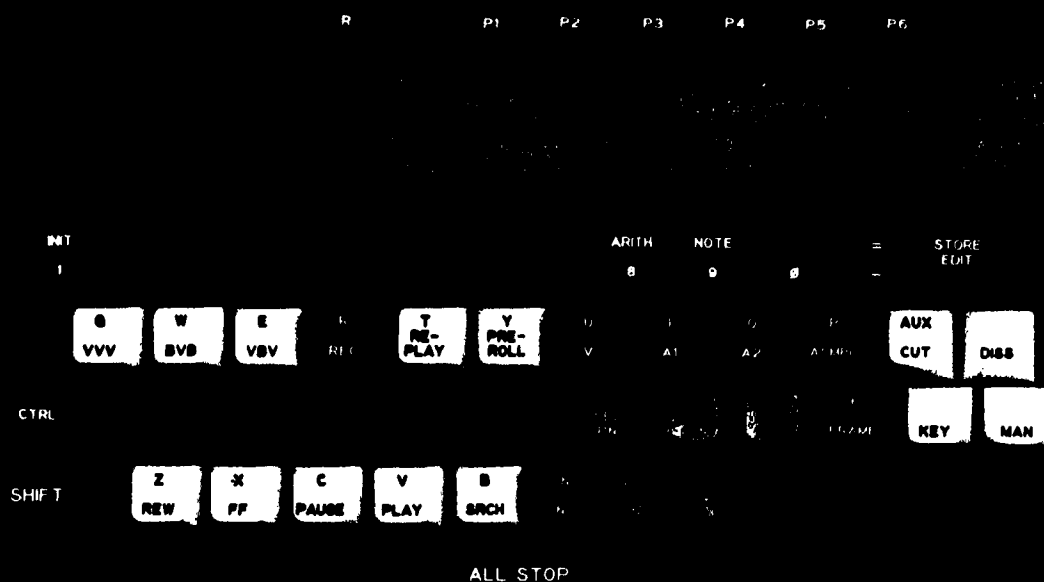 R P1 P2 P3 P4 P5 P6
INIT ARITH NOTE = STORE
1 8 9 Ø - EDIT
Q W E R T Y U O P AUX
VVV BVB VBV REC RE-PLAY PRE-ROLL V A1 A2 CUT DISS
CTRL FRAME KEY MAN
Z X C V B N
SHIFT REW FF PAUSE PLAY SRCH
ALL STOP